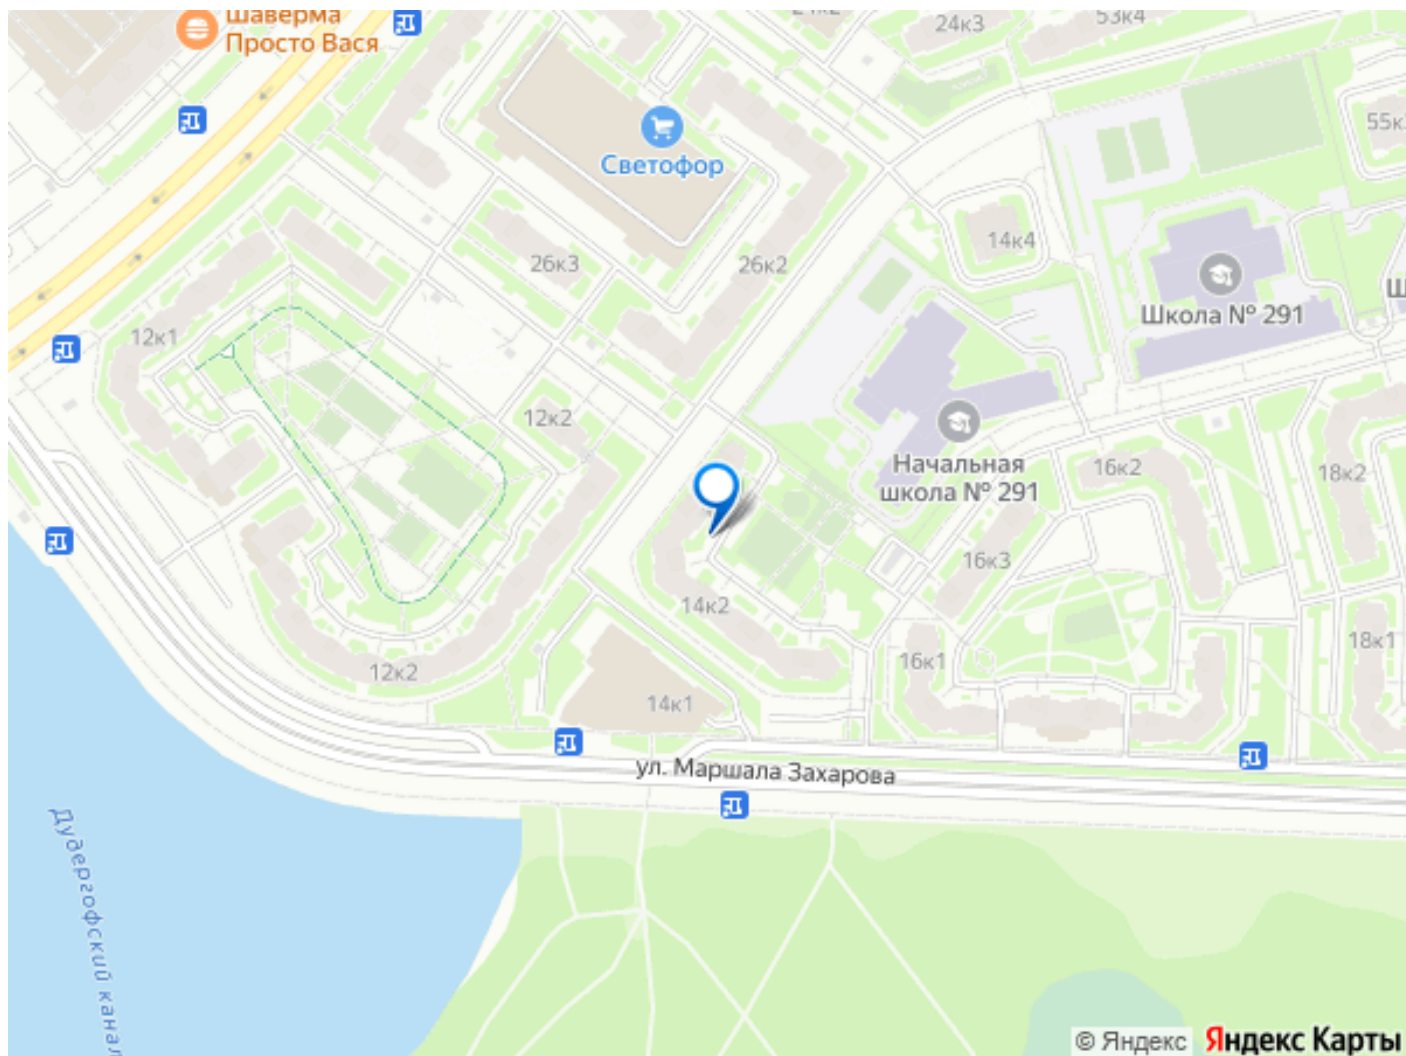 Шаверма
Просто Вася
24к3
53к4
Светофор
55к
26к3
26к2
14к4
Школа № 291
12к1
12к2
Начальная
школа № 291
16к2
18к2
16к3
14к2
12к2
16к1
18к1
14к1
ул. Маршала Захарова
Дудергофский канал
© Яндекс Яндекс Карты